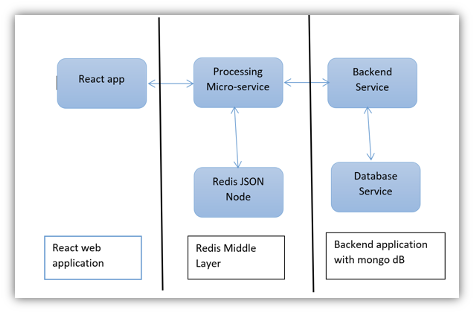 React app
Processing
Micro-service
Backend
Service
Redis JSON
Node
Database
Service
React web
application
Redis Middle
Layer
Backend application
with mongo dB